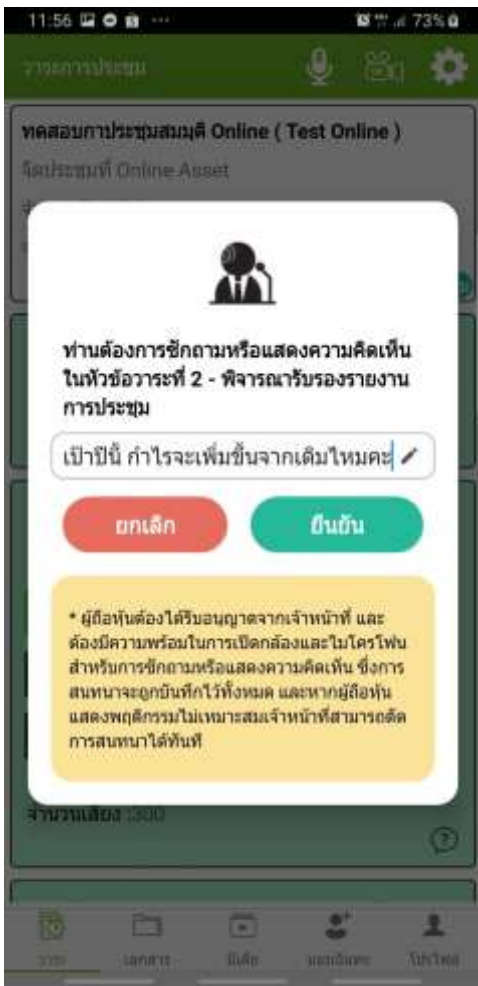 11:56
73%
วาระการประชุม
ทดสอบกาประชุมสมมุติ Online ( Test Online )
จัดประชุมที่ Online Asset
ท่านต้องการซักถามหรือแสดงความคิดเห็น
ในหัวข้อวาระที่ 2 - พิจารณารับรองรายงาน
การประชุม
เป้าปีนี้ กำไรจะเพิ่มขึ้นจากเดิมไหมคะ
ยกเลิก
ยืนยัน
* ผู้ถือหุ้นต้องได้รับอนุญาตจากเจ้าหน้าที่ และ
ต้องมีความพร้อมในการเปิดกล้องและไมโครโฟน
สำหรับการซักถามหรือแสดงความคิดเห็น ซึ่งการ
สนทนาจะถูกบันทึกไว้ทั้งหมด และหากผู้ถือหุ้น
แสดงพฤติกรรมไม่เหมาะสมเจ้าหน้าที่สามารถตัด
การสนทนาได้ทันที
จำนวนเสียง :300
วาระ
เอกสาร
มีเดีย
มอบฉันทะ
โปรไฟล์